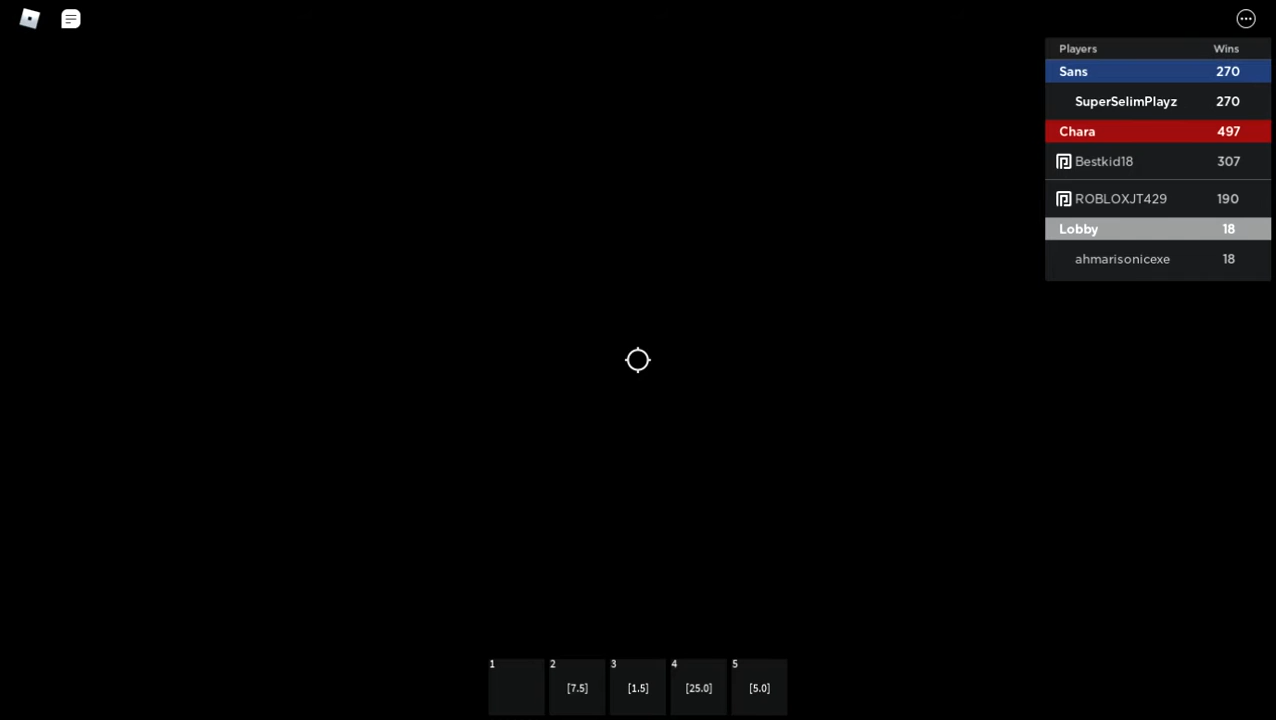 Players Wins
Sans 270
SuperSelimPlayz 270
Chara 497
Bestkid18 307
ROBLOXJT429 190
Lobby 18
ahmarisonicexe 18
1 2 3 4 5
[7.5] [1.5] [25.0] [5.0]